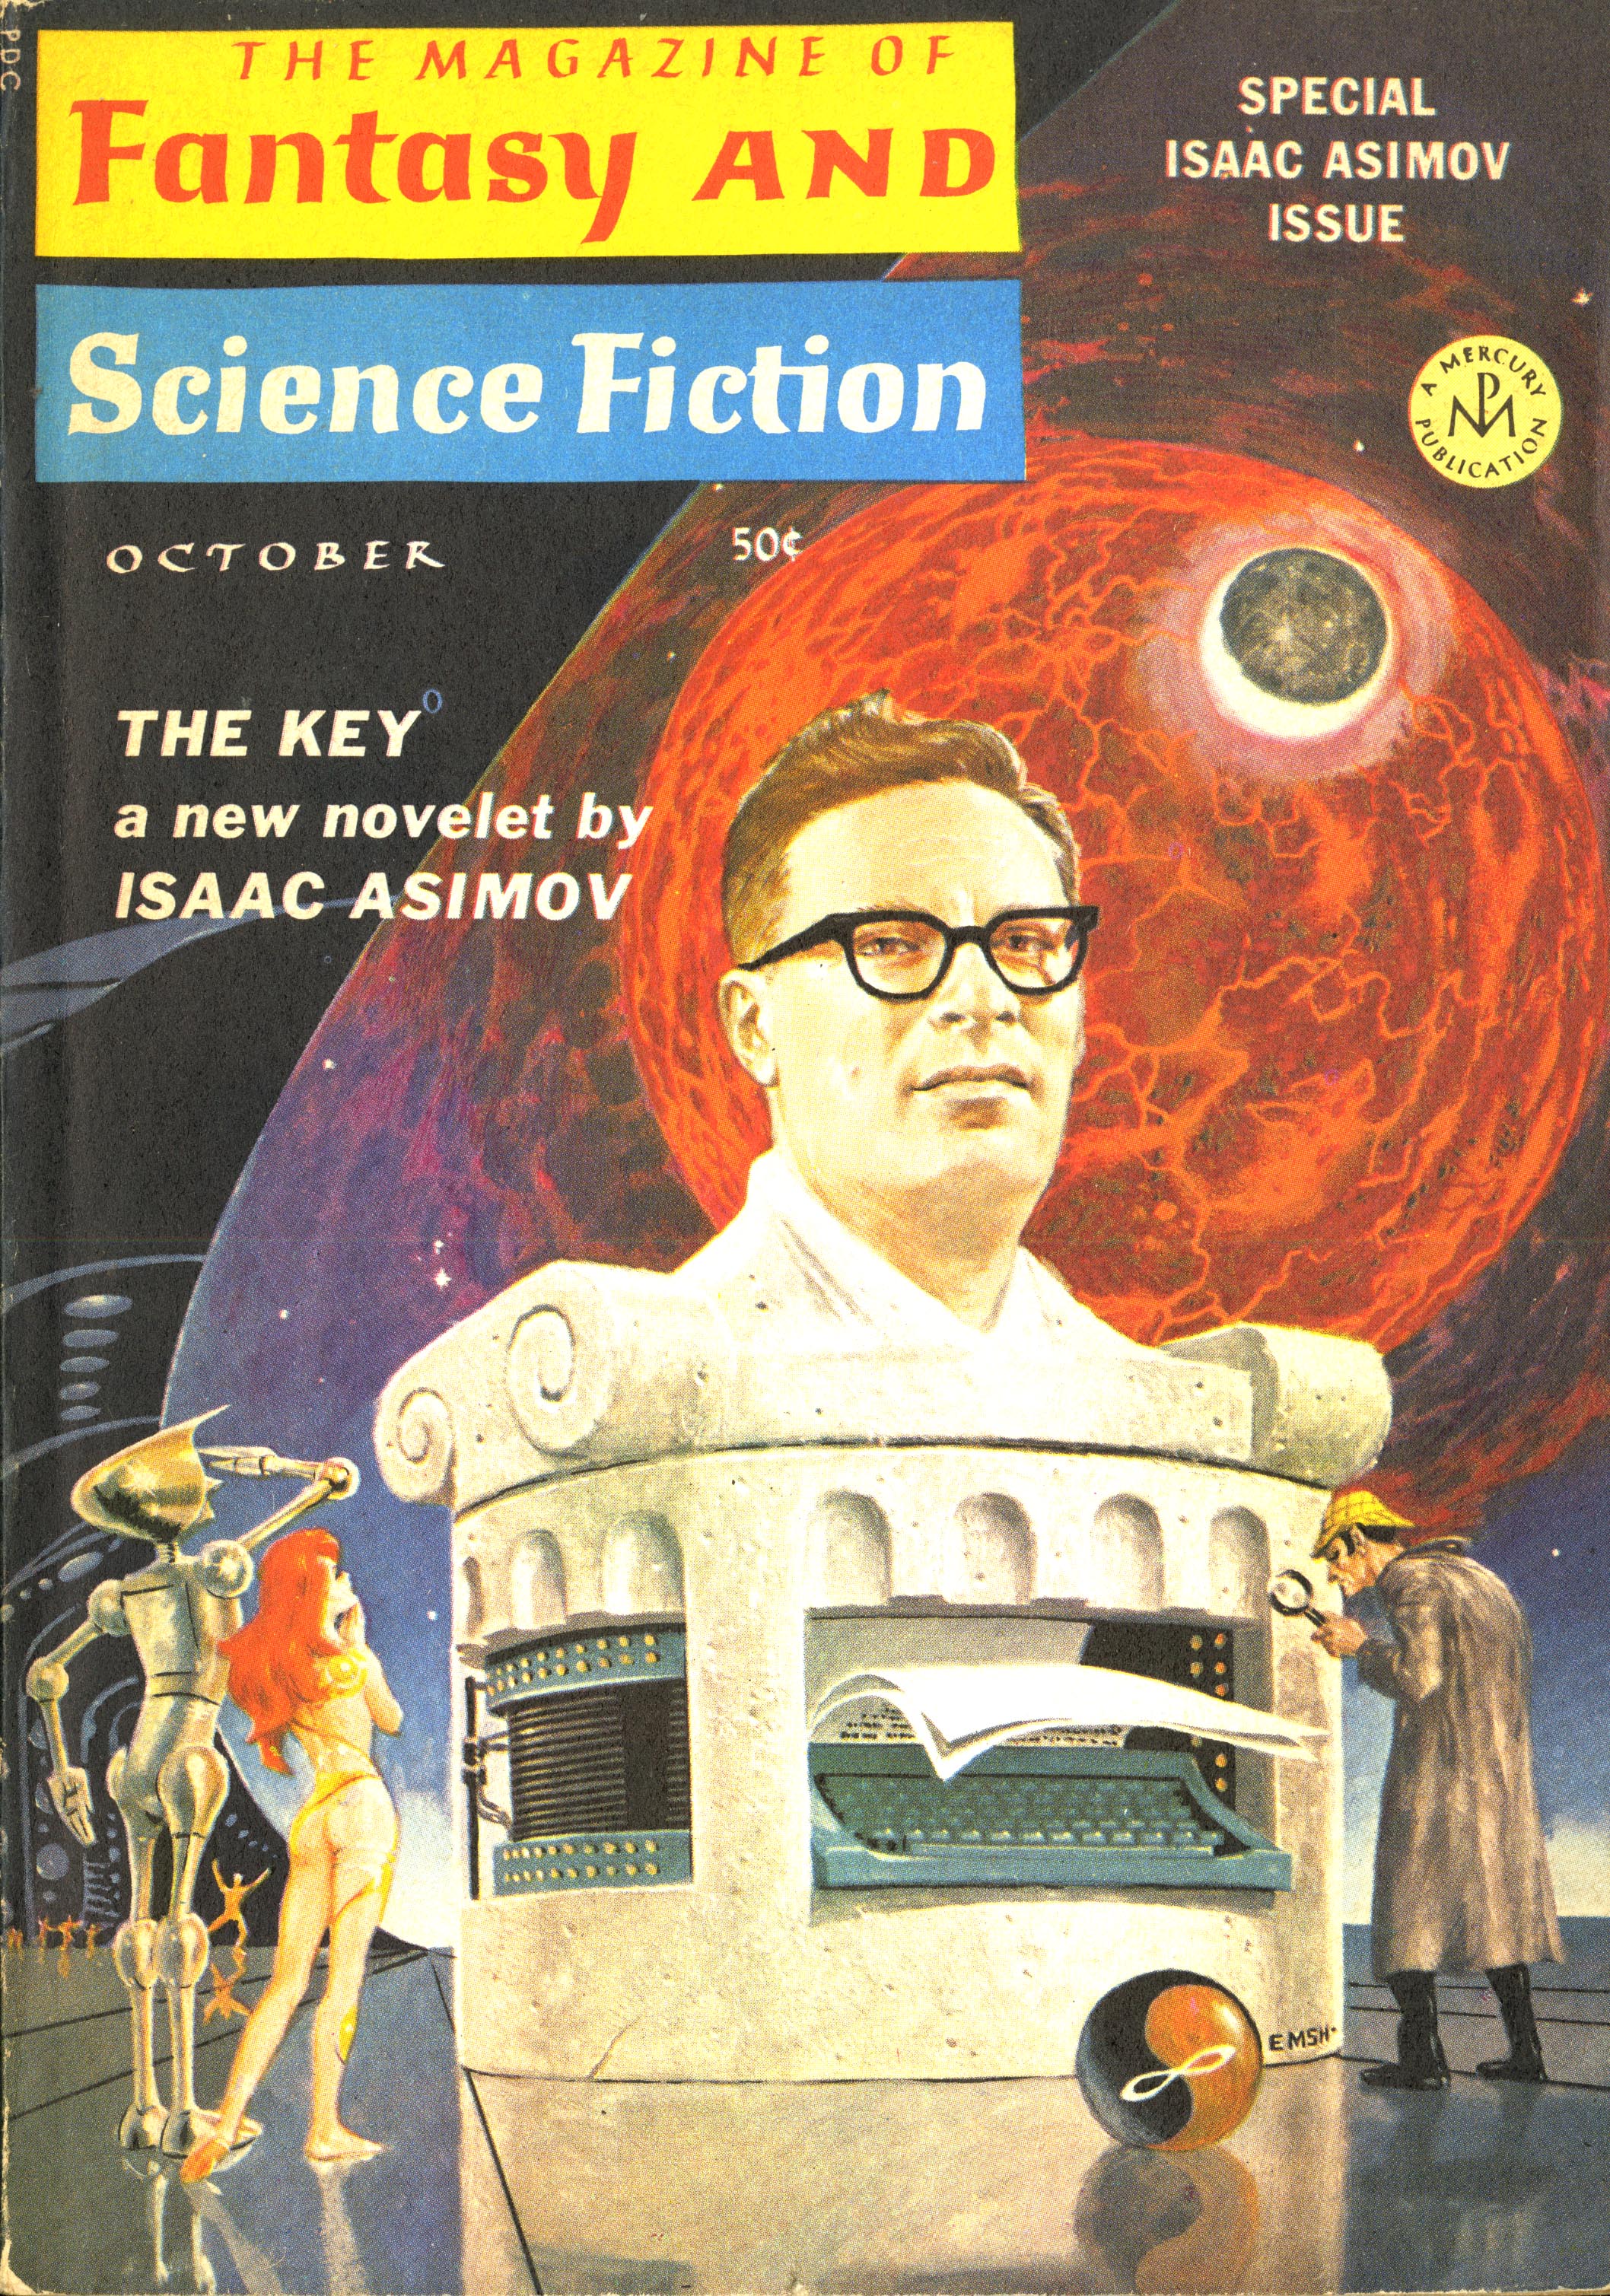 PDC
THE MAGAZINE OF
Fantasy AND
Science Fiction
SPECIAL
ISAAC ASIMOV
ISSUE
A MERCURY
PM
PUBLICATION
OCTOBER
50¢
THE KEY
a new novelet by
ISAAC ASIMOV
EMSH